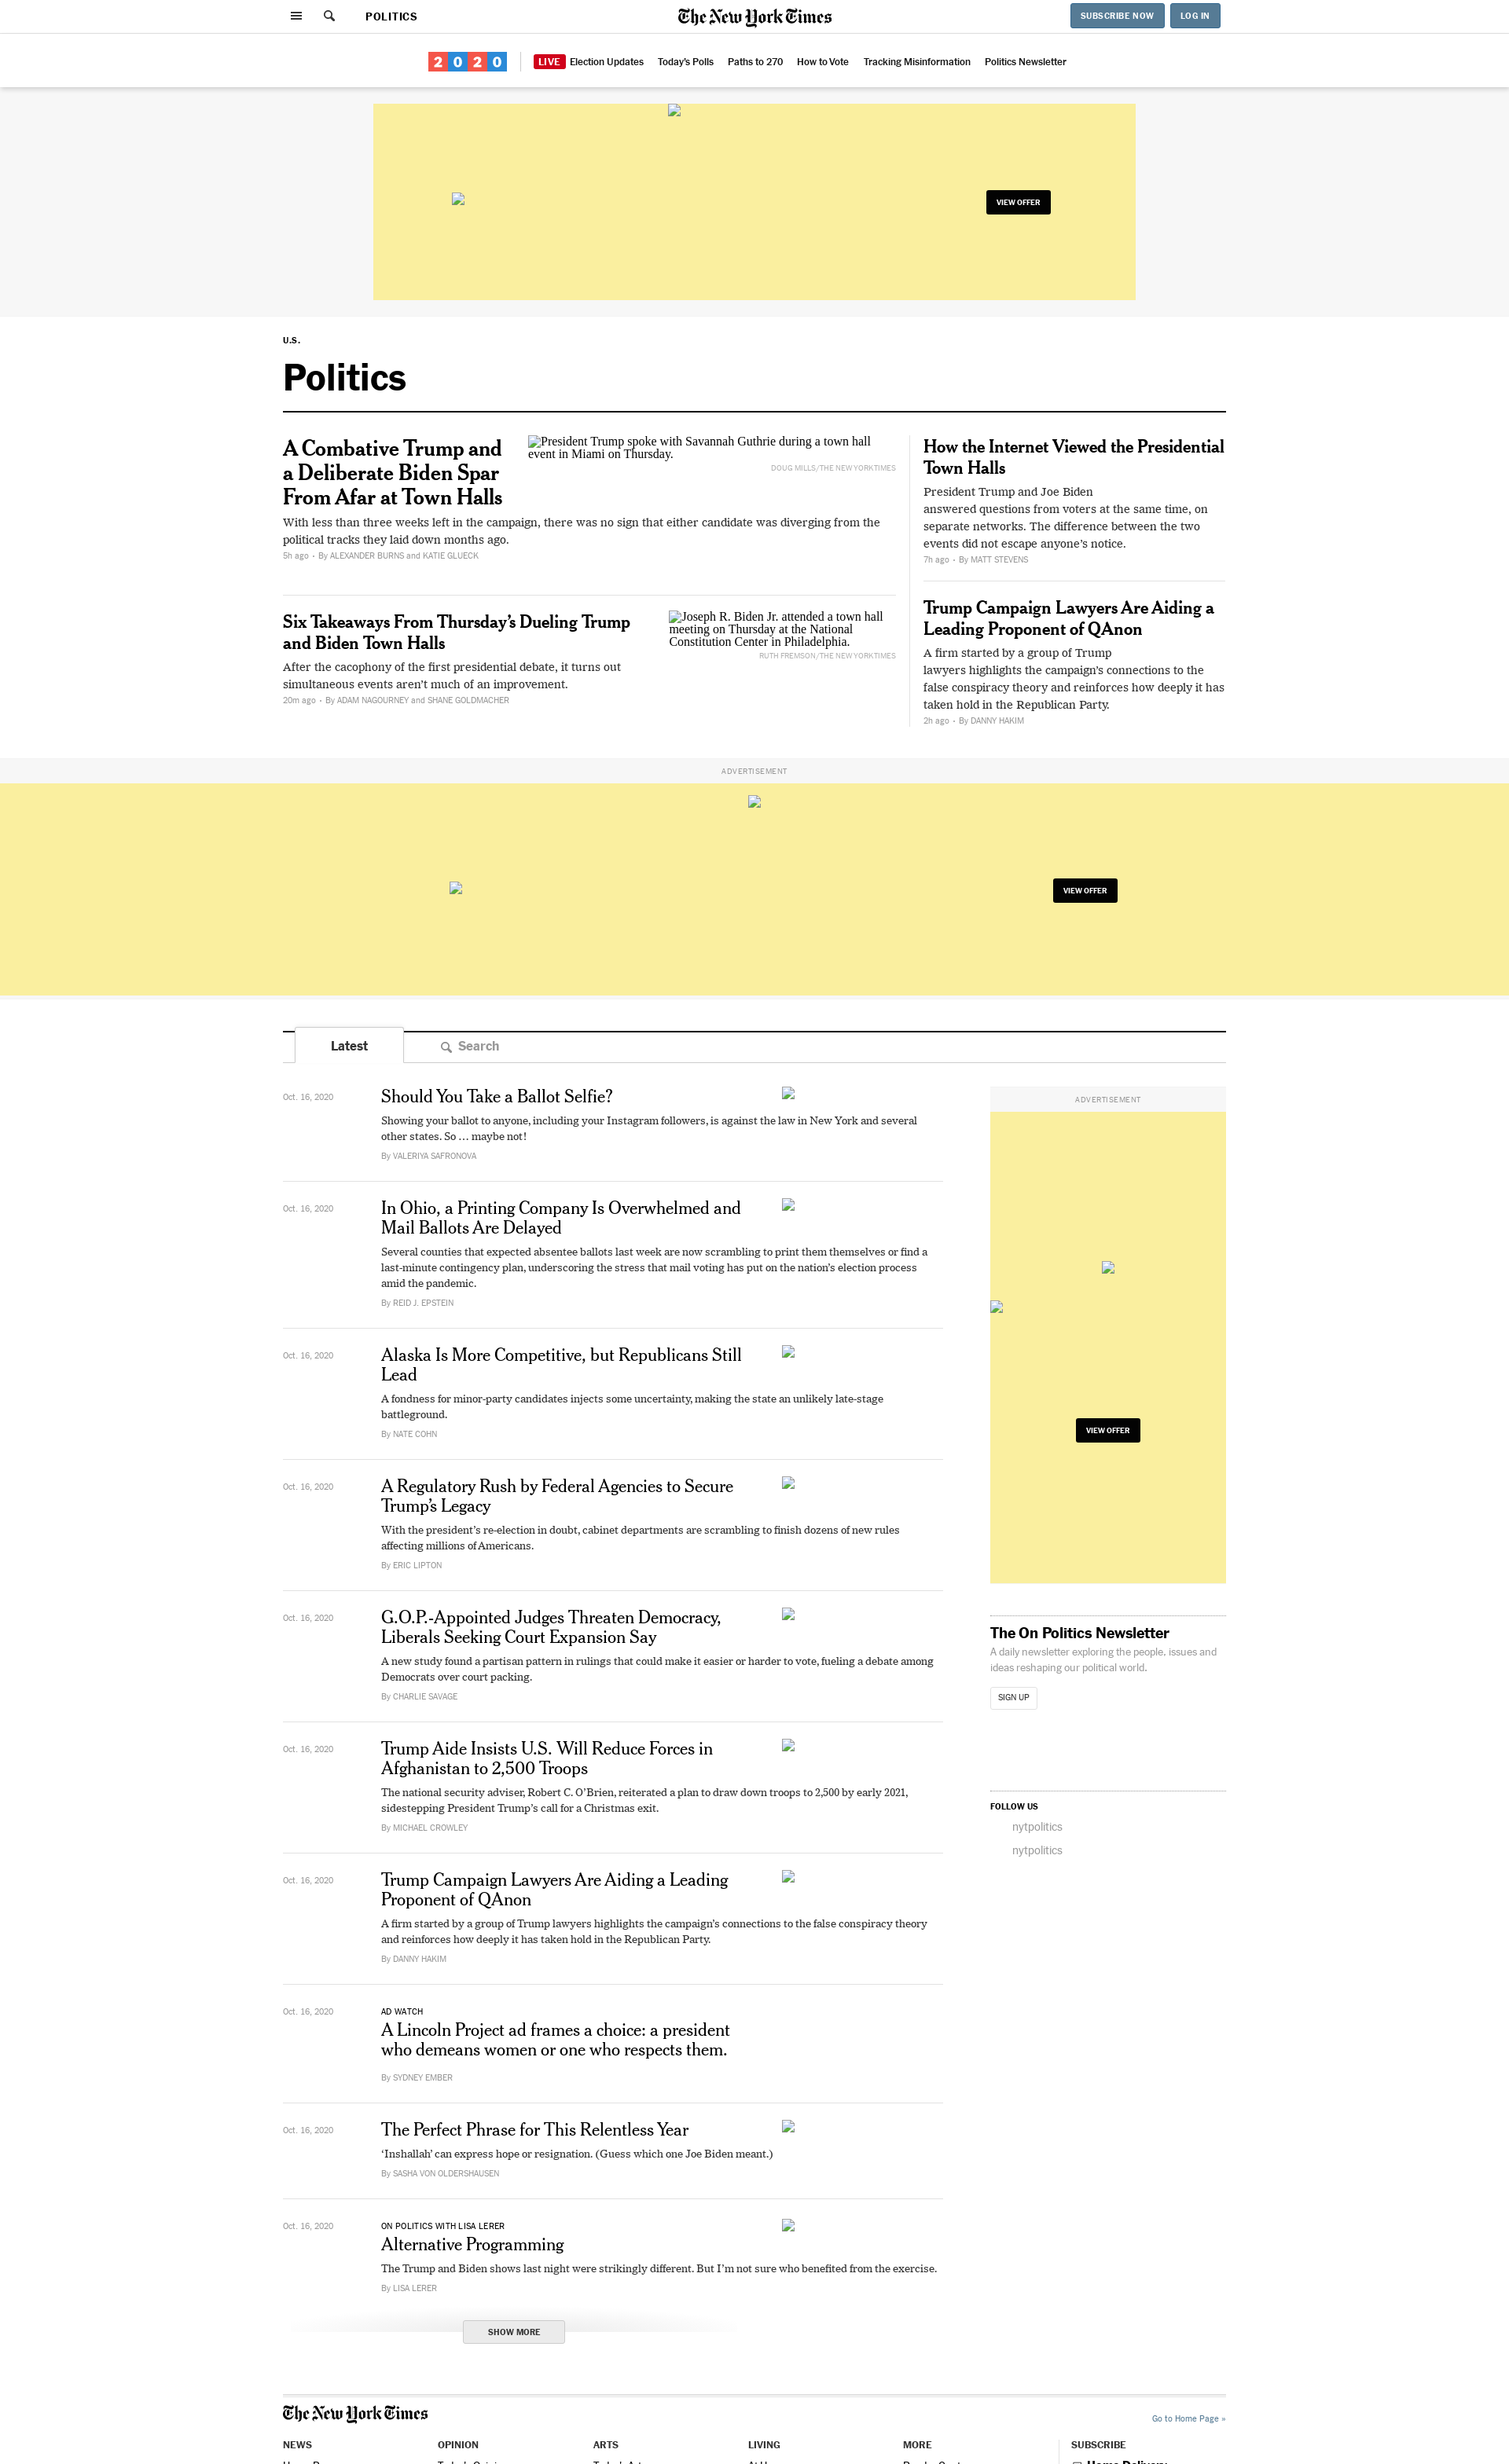 POLITICS
The New York Times
SUBSCRIBE NOW
LOG IN
2020
LIVE Election Updates
Today's Polls
Paths to 270
How to Vote
Tracking Misinformation
Politics Newsletter
VIEW OFFER
U.S.
Politics
A Combative Trump and
a Deliberate Biden Spar
From Afar at Town Halls
President Trump spoke with Savannah Guthrie during a town hall
event in Miami on Thursday.
DOUG MILLS/THE NEW YORK TIMES
With less than three weeks left in the campaign, there was no sign that either candidate was diverging from the
political tracks they laid down months ago.
5h ago • By ALEXANDER BURNS and KATIE GLUECK
Six Takeaways From Thursday’s Dueling Trump
and Biden Town Halls
Joseph R. Biden Jr. attended a town hall
meeting on Thursday at the National
Constitution Center in Philadelphia.
RUTH FREMSON/THE NEW YORK TIMES
After the cacophony of the first presidential debate, it turns out
simultaneous events aren’t much of an improvement.
20m ago • By ADAM NAGOURNEY and SHANE GOLDMACHER
How the Internet Viewed the Presidential
Town Halls
President Trump and Joe Biden
answered questions from voters at the same time, on
separate networks. The difference between the two
events did not escape anyone’s notice.
7h ago • By MATT STEVENS
Trump Campaign Lawyers Are Aiding a
Leading Proponent of QAnon
A firm started by a group of Trump
lawyers highlights the campaign’s connections to the
false conspiracy theory and reinforces how deeply it has
taken hold in the Republican Party.
2h ago • By DANNY HAKIM
ADVERTISEMENT
VIEW OFFER
Latest
Search
Oct. 16, 2020
Should You Take a Ballot Selfie?
Showing your ballot to anyone, including your Instagram followers, is against the law in New York and several
other states. So … maybe not!
By VALERIYA SAFRONOVA
Oct. 16, 2020
In Ohio, a Printing Company Is Overwhelmed and
Mail Ballots Are Delayed
Several counties that expected absentee ballots last week are now scrambling to print them themselves or find a
last-minute contingency plan, underscoring the stress that mail voting has put on the nation’s election process
amid the pandemic.
By REID J. EPSTEIN
Oct. 16, 2020
Alaska Is More Competitive, but Republicans Still
Lead
A fondness for minor-party candidates injects some uncertainty, making the state an unlikely late-stage
battleground.
By NATE COHN
Oct. 16, 2020
A Regulatory Rush by Federal Agencies to Secure
Trump’s Legacy
With the president’s re-election in doubt, cabinet departments are scrambling to finish dozens of new rules
affecting millions of Americans.
By ERIC LIPTON
Oct. 16, 2020
G.O.P.-Appointed Judges Threaten Democracy,
Liberals Seeking Court Expansion Say
A new study found a partisan pattern in rulings that could make it easier or harder to vote, fueling a debate among
Democrats over court packing.
By CHARLIE SAVAGE
Oct. 16, 2020
Trump Aide Insists U.S. Will Reduce Forces in
Afghanistan to 2,500 Troops
The national security adviser, Robert C. O’Brien, reiterated a plan to draw down troops to 2,500 by early 2021,
sidestepping President Trump’s call for a Christmas exit.
By MICHAEL CROWLEY
Oct. 16, 2020
Trump Campaign Lawyers Are Aiding a Leading
Proponent of QAnon
A firm started by a group of Trump lawyers highlights the campaign’s connections to the false conspiracy theory
and reinforces how deeply it has taken hold in the Republican Party.
By DANNY HAKIM
Oct. 16, 2020
AD WATCH
A Lincoln Project ad frames a choice: a president
who demeans women or one who respects them.
By SYDNEY EMBER
Oct. 16, 2020
The Perfect Phrase for This Relentless Year
‘Inshallah’ can express hope or resignation. (Guess which one Joe Biden meant.)
By SASHA VON OLDERSHAUSEN
Oct. 16, 2020
ON POLITICS WITH LISA LERER
Alternative Programming
The Trump and Biden shows last night were strikingly different. But I’m not sure who benefited from the exercise.
By LISA LERER
SHOW MORE
ADVERTISEMENT
VIEW OFFER
The On Politics Newsletter
A daily newsletter exploring the people, issues and
ideas reshaping our political world.
SIGN UP
FOLLOW US
nytpolitics
nytpolitics
The New York Times
Go to Home Page »
NEWS
OPINION
ARTS
LIVING
MORE
SUBSCRIBE